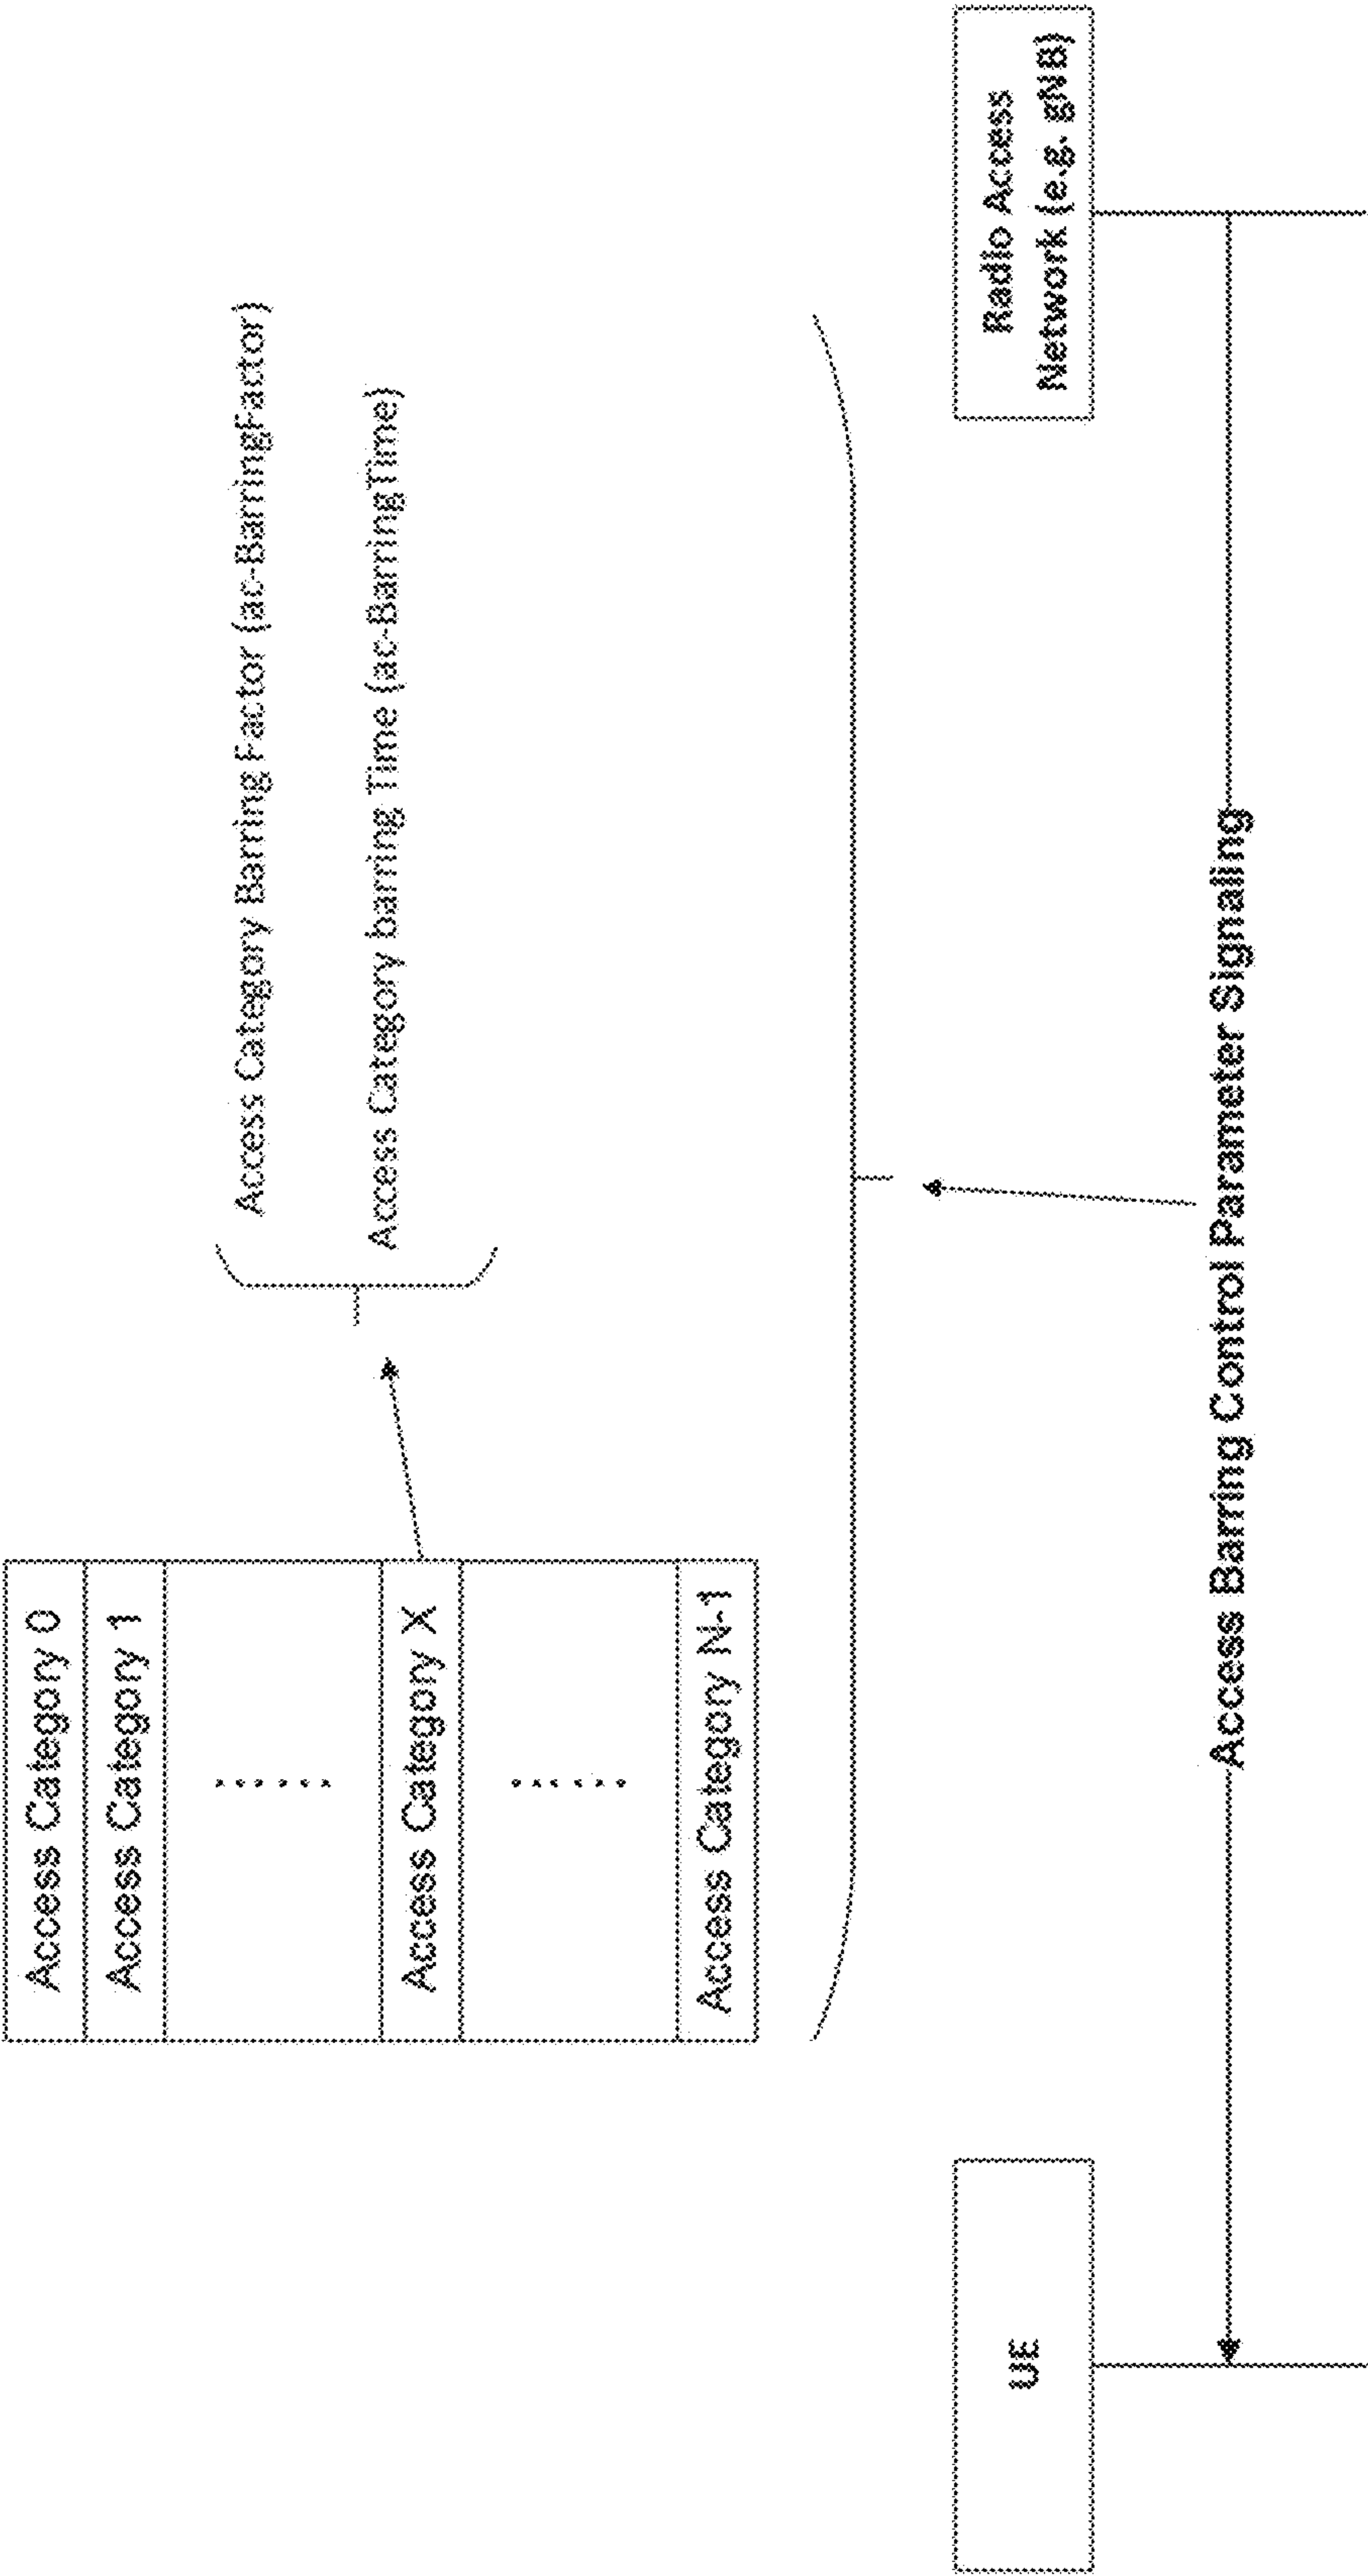 Access Category 0
Access Category 1
......
Access Category X
......
Access Category N-1
Access Category Barring Factor (ac-BarringFactor)
Access Category barring Time (ac-BarringTime)
UE
Radio Access
Network (e.g. gNB)
Access Barring Control Parameter Signaling